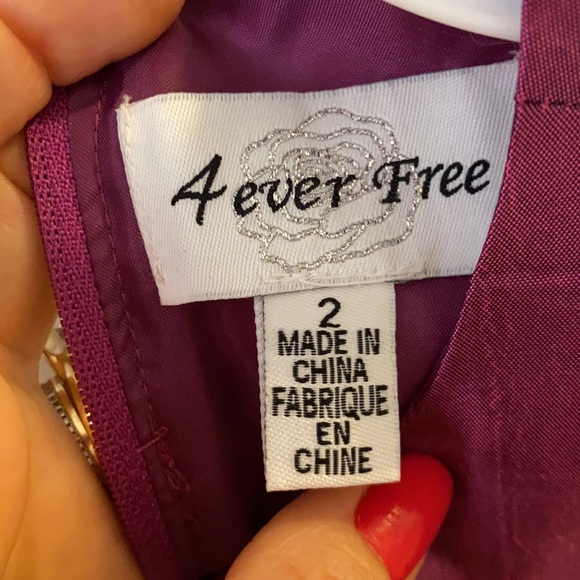 4 ever Free
2
MADE IN
CHINA
FABRIQUE
EN
CHINE